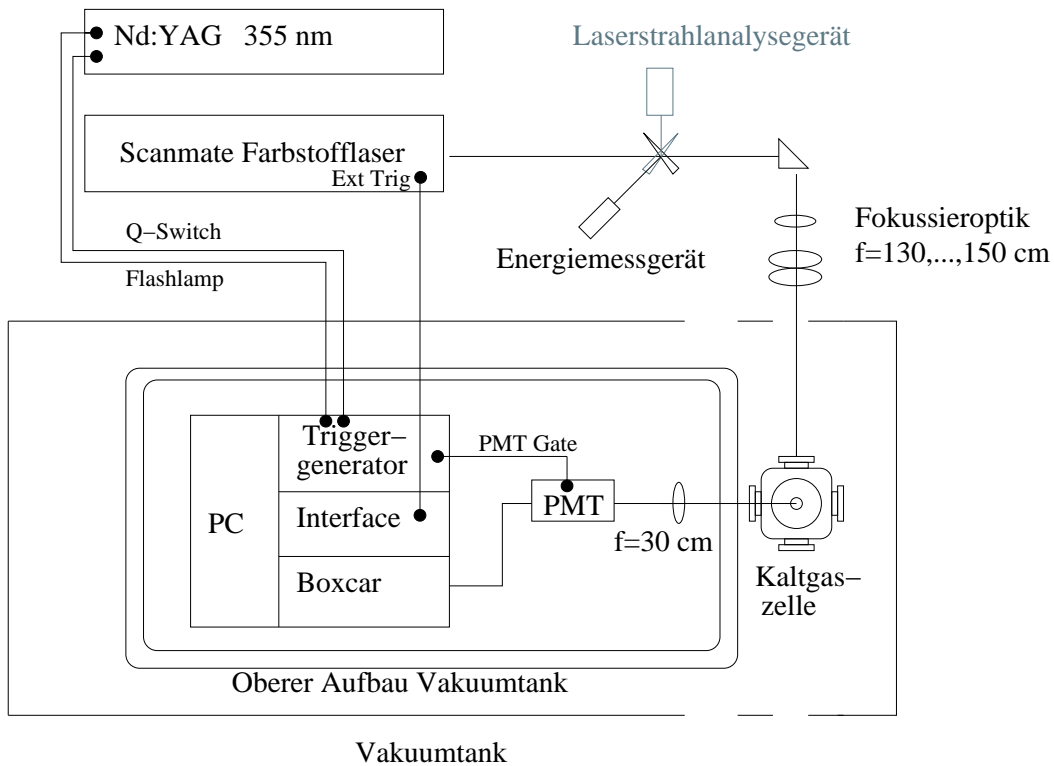 Nd:YAG 355 nm
Laserstrahlanalysegerät
Scanmate Farbstofflaser
Ext Trig
Q−Switch
Flashlamp
Energiemessgerät
Fokussieroptik
f=130,...,150 cm
Trigger−
generator
PMT Gate
PC
Interface
PMT
f=30 cm
Boxcar
Kaltgas−
zelle
Oberer Aufbau Vakuumtank
Vakuumtank